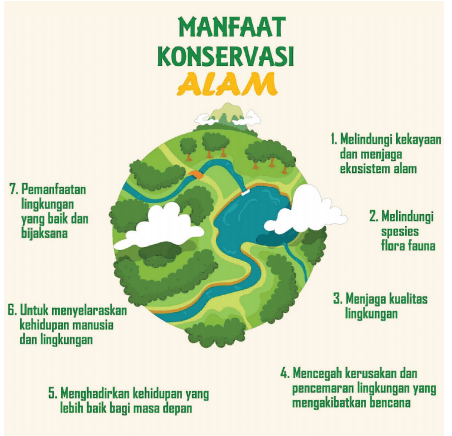 MANFAAT
KONSERVASI
ALAM
1. Melindungi kekayaan
dan menjaga
ekosistem alam
2. Melindungi
spesies
flora fauna
3. Menjaga kualitas
lingkungan
4. Mencegah kerusakan dan
pencemaran lingkungan yang
mengakibatkan bencana
5. Menghadirkan kehidupan yang
lebih baik bagi masa depan
6. Untuk menyelaraskan
kehidupan manusia
dan lingkungan
7. Pemanfaatan
lingkungan
yang baik dan
bijaksana